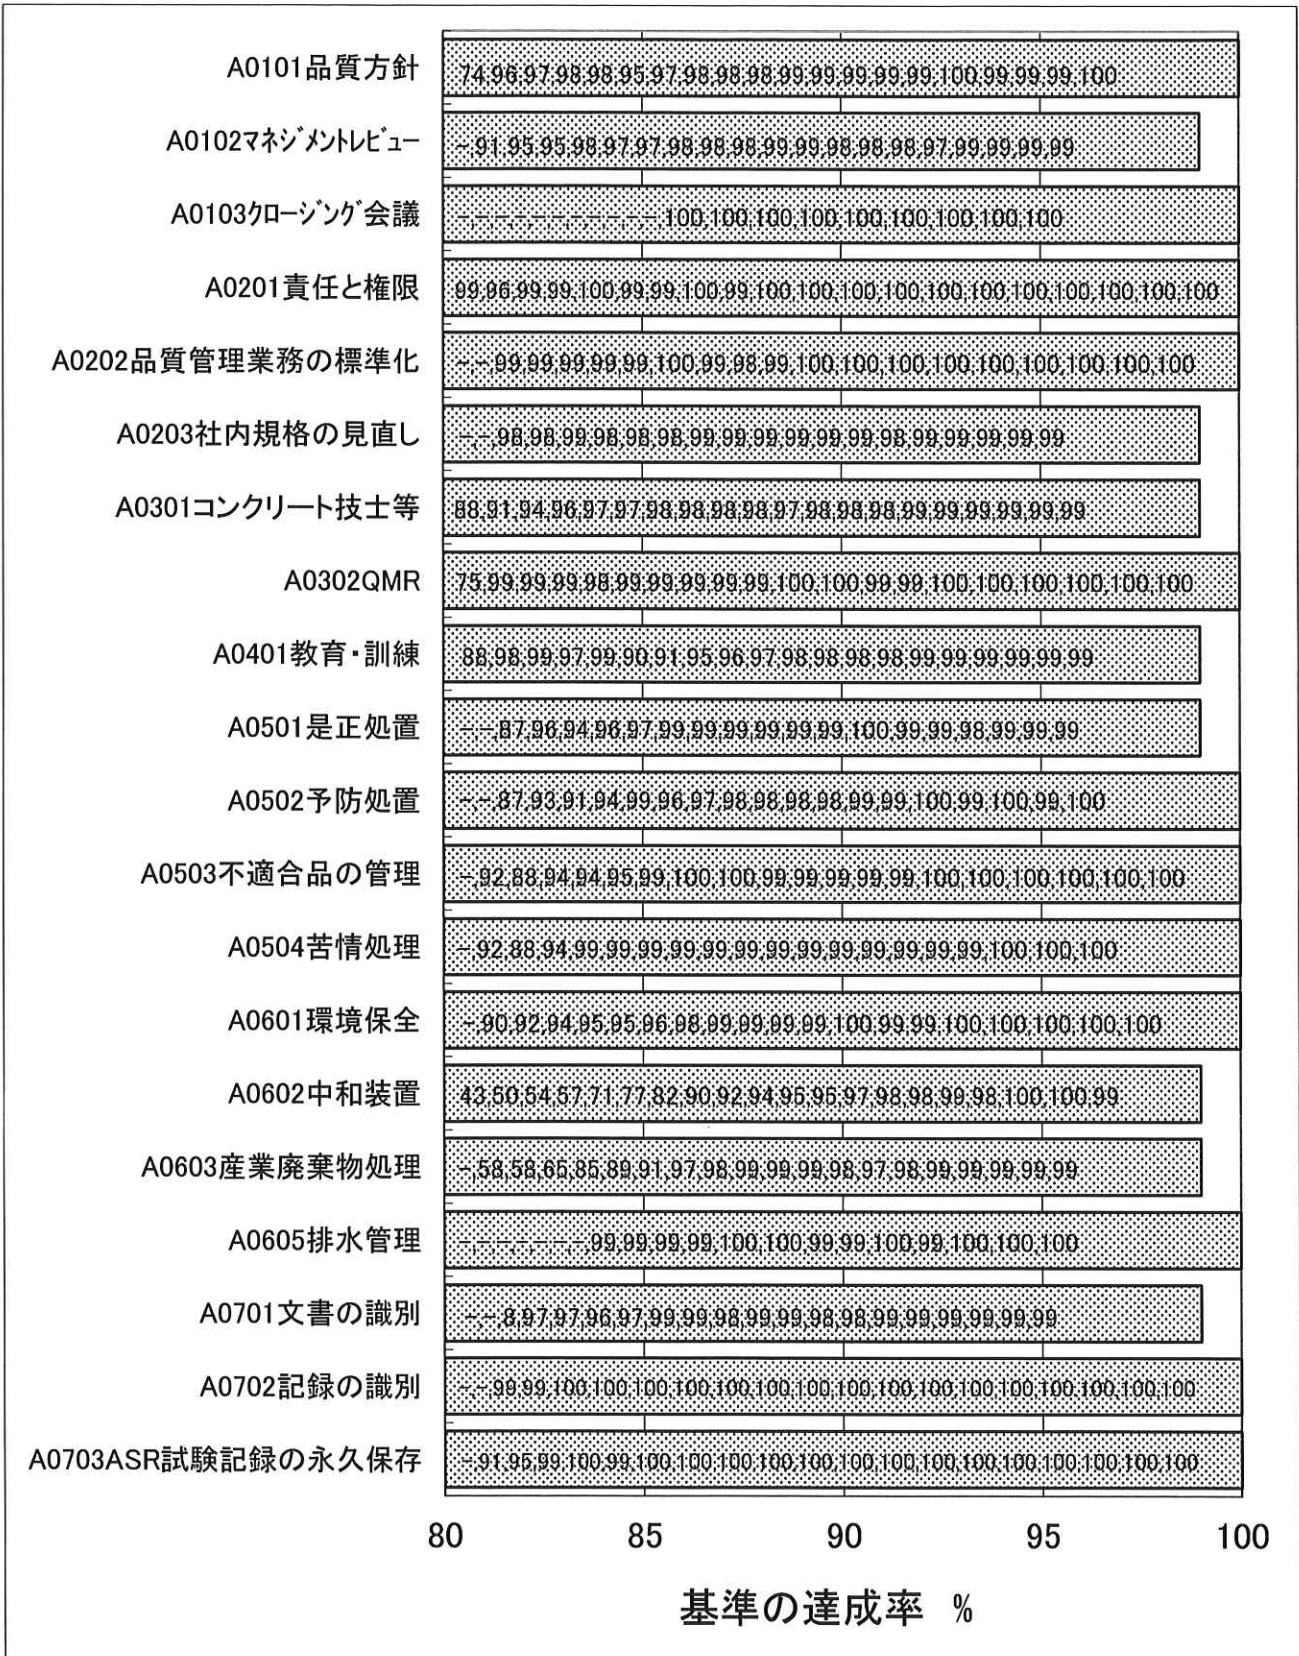 A0101品質方針 74,96,97,98,98,95,97,98,98,98,99,99,99,99,99,100,99,99,99,100
A0102マネジメントレビュー -,91,95,95,98,97,97,98,98,98,99,99,98,98,98,97,99,99,99,99
A0103クロージング会議 -,-,-,-,-,-,-,-,-,-,-,100,100,100,100,100,100,100,100,100
A0201責任と権限 99,96,99,99,100,99,99,100,99,100,100,100,100,100,100,100,100,100,100,100
A0202品質管理業務の標準化 -,-,99,99,99,99,99,100,99,98,99,100,100,100,100,100,100,100,100,100
A0203社内規格の見直し -,-,98,98,99,98,98,98,99,99,99,99,99,99,98,99,99,99,99,99
A0301コンクリート技士等 88,91,94,96,97,97,98,98,98,98,97,98,98,98,99,99,99,99,99,99
A0302QMR 75,99,99,99,98,99,99,99,99,99,100,100,99,99,100,100,100,100,100,100
A0401教育・訓練 88,98,99,97,99,90,91,95,96,97,98,98,98,98,99,99,99,99,99,99
A0501是正処置 -,-,87,96,94,96,97,99,99,99,99,99,99,100,99,99,98,99,99,99
A0502予防処置 -,-,87,93,91,94,99,96,97,98,98,98,98,99,99,100,99,100,99,100
A0503不適合品の管理 -,92,88,94,94,95,99,100,100,99,99,99,99,99,100,100,100,100,100,100
A0504苦情処理 -,92,88,94,99,99,99,99,99,99,99,99,99,99,99,99,99,100,100,100
A0601環境保全 -,90,92,94,95,95,96,98,99,99,99,99,100,99,99,100,100,100,100,100
A0602中和装置 43,50,54,57,71,77,82,90,92,94,95,95,97,98,98,99,98,100,100,99
A0603産業廃棄物処理 -,58,58,65,85,89,91,97,98,99,99,99,98,97,98,99,99,99,99,99
A0605排水管理 -,-,-,-,-,-,-,99,99,99,99,100,100,99,99,100,99,100,100,100
A0701文書の識別 -,-,8,97,97,96,97,99,99,98,99,99,98,98,99,99,99,99,99,99
A0702記録の識別 -,-,99,99,100,100,100,100,100,100,100,100,100,100,100,100,100,100,100,100
A0703ASR試験記録の永久保存 -,91,95,99,100,99,100,100,100,100,100,100,100,100,100,100,100,100,100,100
80 85 90 95 100
基準の達成率 %